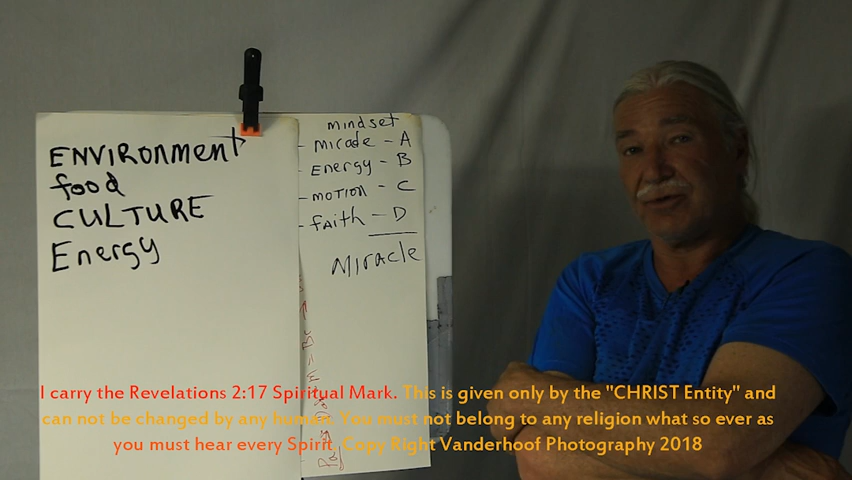 ENVIRONment
food
CULTURE
Energy
mindset
- A
Energy - B
- MOTION - C
- FAith - D
Miracle
I carry the Revelations 2:17 Spiritual Mark. This is given only by the "CHRIST Entity" and
can not be changed by any human. You must not belong to any religion what so ever as
you must hear every Spirit. Copy Right Vanderhoof Photography 2018